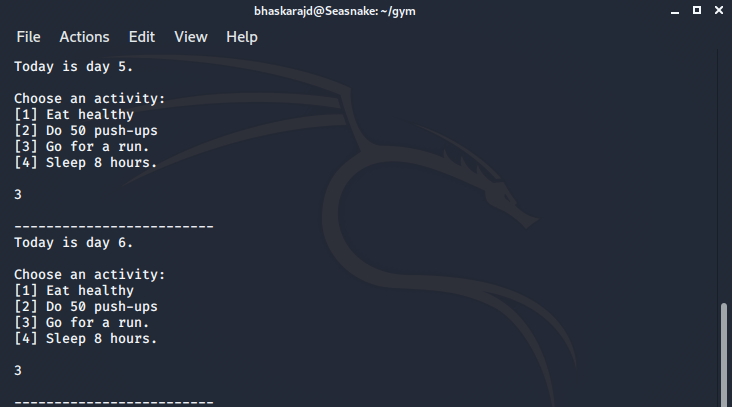 bhaskarajd@Seasnake: ~/gym
File Actions Edit View Help
Today is day 5.
Choose an activity:
[1] Eat healthy
[2] Do 50 push-ups
[3] Go for a run.
[4] Sleep 8 hours.
3
-------------------------
Today is day 6.
Choose an activity:
[1] Eat healthy
[2] Do 50 push-ups
[3] Go for a run.
[4] Sleep 8 hours.
3
-------------------------